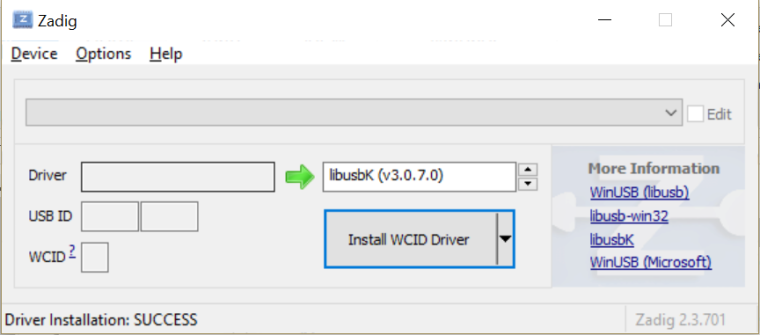 Zadig
Device Options Help
Edit
Driver
libusbK (v3.0.7.0)
USB ID
WCID ?
Install WCID Driver
More Information
WinUSB (libusb)
libusb-win32
libusbK
WinUSB (Microsoft)
Driver Installation: SUCCESS
Zadig 2.3.701